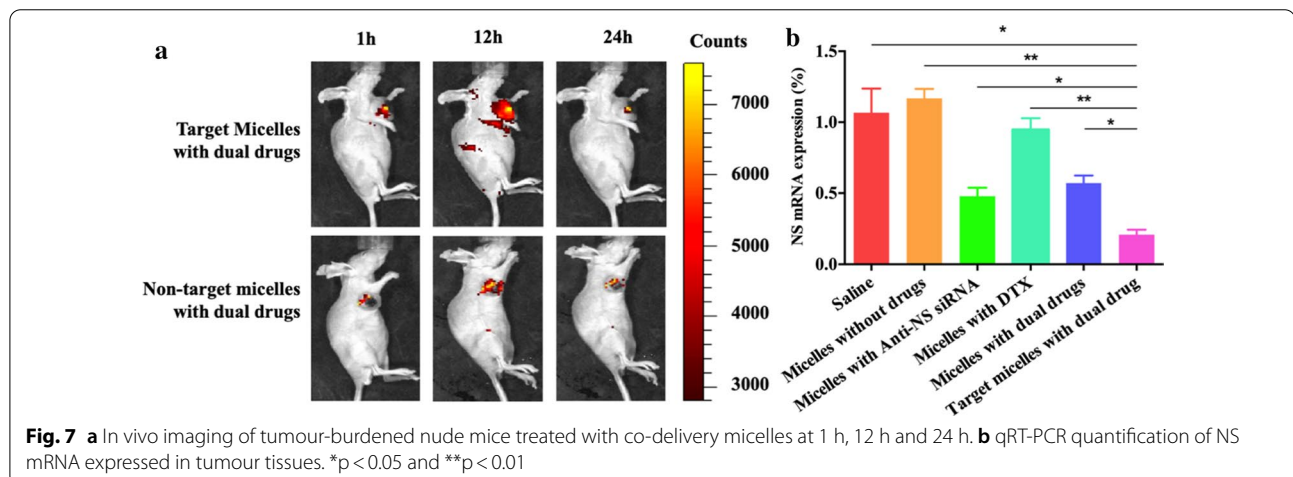 a
1h 12h 24h
Counts
Target Micelles
with dual drugs
Non-target micelles
with dual drugs
7000
6000
5000
4000
3000
b
* 
**
*
**
*
NS mRNA expression (%)
1.5
1.0
0.5
0.0
Saline
Micelles without drugs
Micelles with Anti-NS siRNA
Micelles with DTX
Micelles with dual drugs
Target micelles with dual drug
Fig. 7 a In vivo imaging of tumour-burdened nude mice treated with co-delivery micelles at 1 h, 12 h and 24 h. b qRT-PCR quantification of NS
mRNA expressed in tumour tissues. *p < 0.05 and **p < 0.01